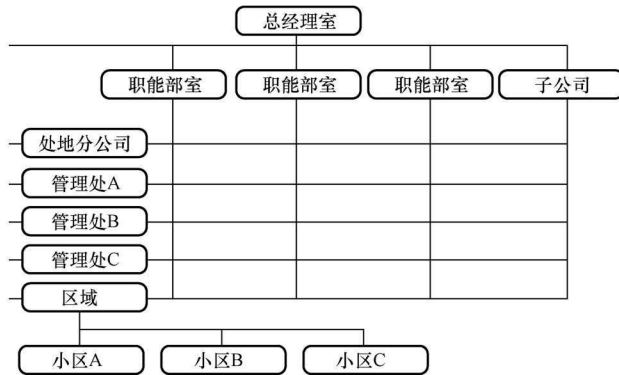 总经理室
职能部室
职能部室
职能部室
子公司
处地分公司
管理处A
管理处B
管理处C
区域
小区A
小区B
小区C